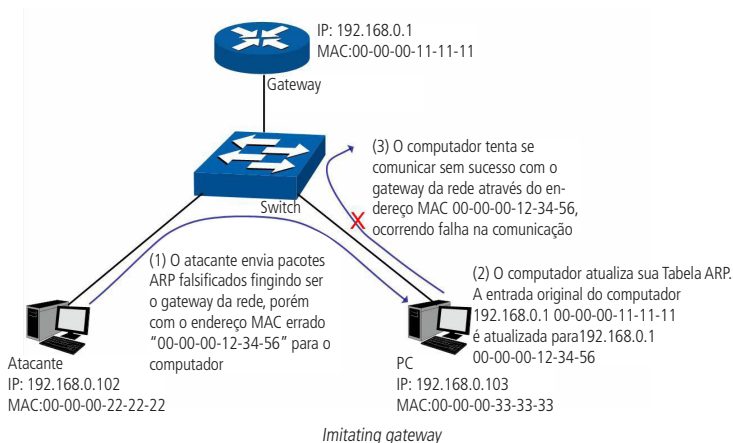 IP: 192.168.0.1
MAC:00-00-00-11-11-11
Gateway
(3) O computador tenta se
comunicar sem sucesso com o
gateway da rede através do en-
dereço MAC 00-00-00-12-34-56,
ocorrendo falha na comunicação
Switch
X
(1) O atacante envia pacotes
ARP falsificados fingindo ser
o gateway da rede, porém
com o endereço MAC errado
"00-00-00-12-34-56" para o
computador
(2) O computador atualiza sua Tabela ARP.
A entrada original do computador
192.168.0.1 00-00-00-11-11-11
é atualizada para192.168.0.1
00-00-00-12-34-56
Atacante
IP: 192.168.0.102
MAC:00-00-00-22-22-22
PC
IP: 192.168.0.103
MAC:00-00-00-33-33-33
Imitating gateway